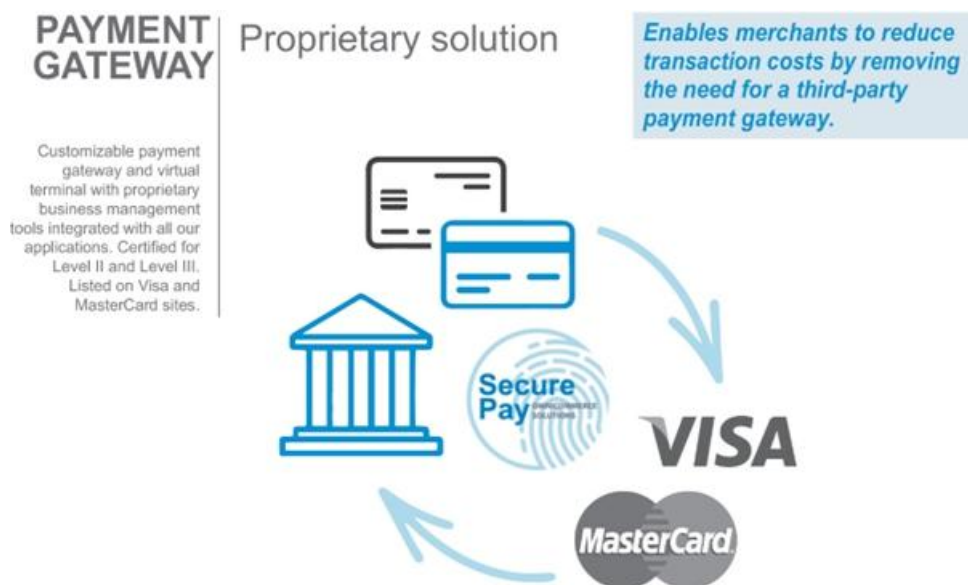 PAYMENT
GATEWAY
Proprietary solution
Enables merchants to reduce
transaction costs by removing
the need for a third-party
payment gateway.
Customizable payment
gateway and virtual
terminal with proprietary
business management
tools integrated with all our
applications. Certified for
Level II and Level III.
Listed on Visa and
MasterCard sites.
Secure
Pay
OMNICOMMERCE
SOLUTIONS
VISA
MasterCard